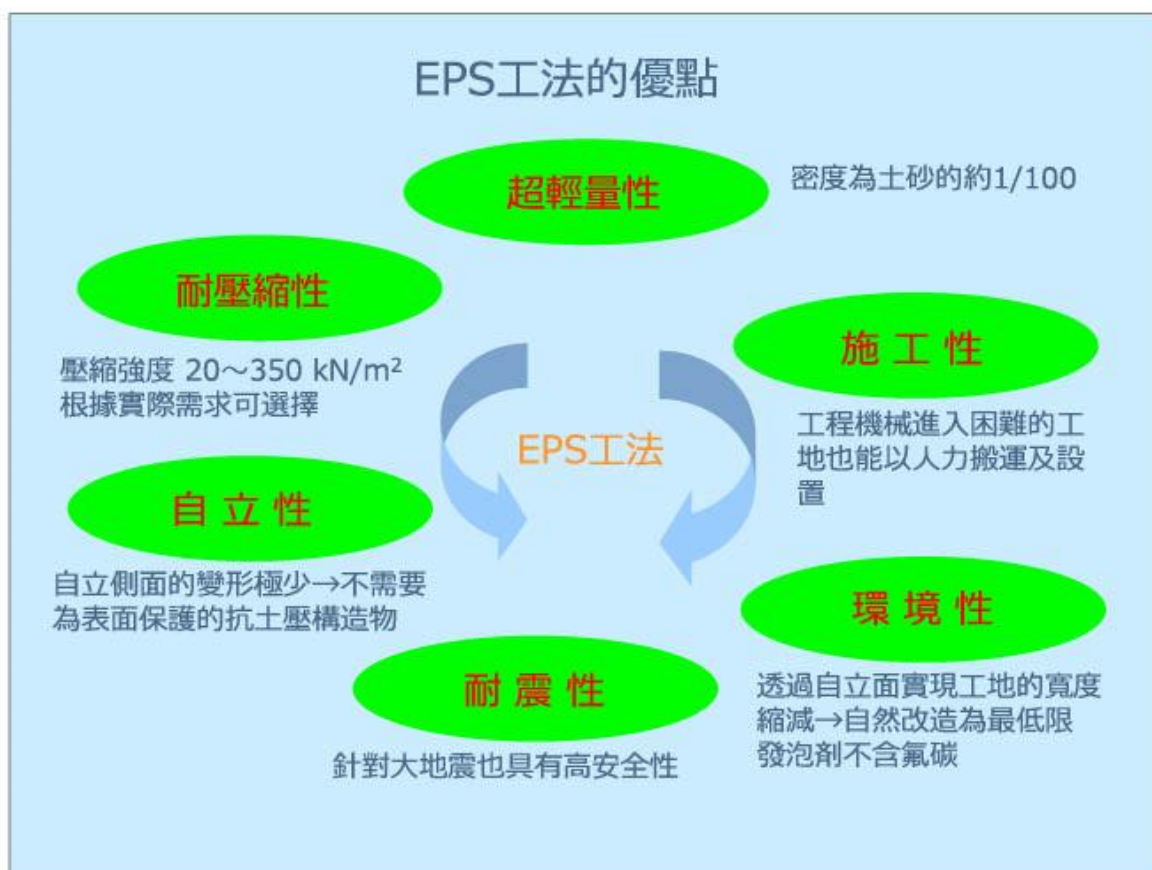 EPS工法的優點
超輕量性
密度為土砂的約1/100
耐壓縮性
壓縮強度 20～350 kN/m²
根據實際需求可選擇
施工性
工程機械進入困難的工
地也能以人力搬運及設
置
EPS工法
自立性
自立側面的變形極少→不需要
為表面保護的抗土壓構造物
環境性
透過自立面實現工地的寬度
縮減→自然改造為最低限
發泡劑不含氟碳
耐震性
針對大地震也具有高安全性